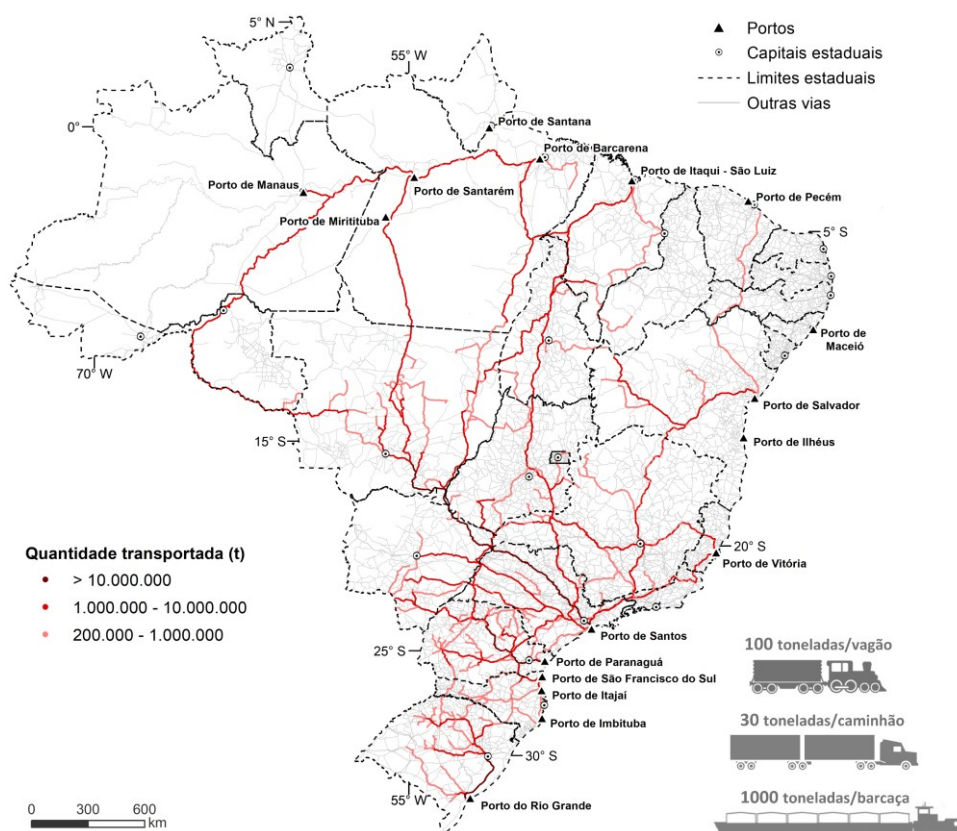 5° N
55° W
Portos
Capitais estaduais
Limites estaduais
Outras vias
0°
Porto de Santana
Porto de Barcarena
Porto de Itaqui - São Luiz
Porto de Manaus
Porto de Santarém
Porto de Pecém
Porto de Miritituba
5° S
Porto de
Maceió
70° W
Porto de Salvador
15° S
Porto de Ilhéus
Quantidade transportada (t)
> 10.000.000
1.000.000 - 10.000.000
200.000 - 1.000.000
20° S
Porto de Vitória
Porto de Santos
25° S
Porto de Paranaguá
Porto de São Francisco do Sul
Porto de Itajaí
Porto de Imbituba
30° S
55° W
Porto do Rio Grande
100 toneladas/vagão
30 toneladas/caminhão
1000 toneladas/barcaça
0 300 600
km